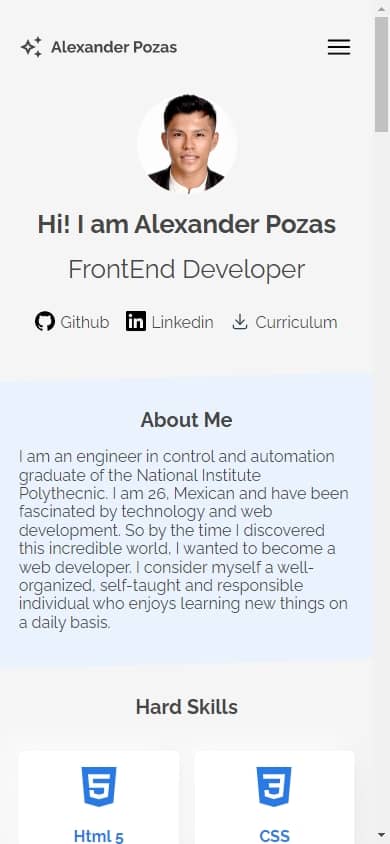 Alexander Pozas
Hi! I am Alexander Pozas
FrontEnd Developer
Github Linkedin Curriculum
About Me
I am an engineer in control and automation
graduate of the National Institute
Polythecnic. I am 26, Mexican and have been
fascinated by technology and web
development. So by the time I discovered
this incredible world, I wanted to become a
web developer. I consider myself a well-
organized, self-taught and responsible
individual who enjoys learning new things on
a daily basis.
Hard Skills
Html 5 CSS